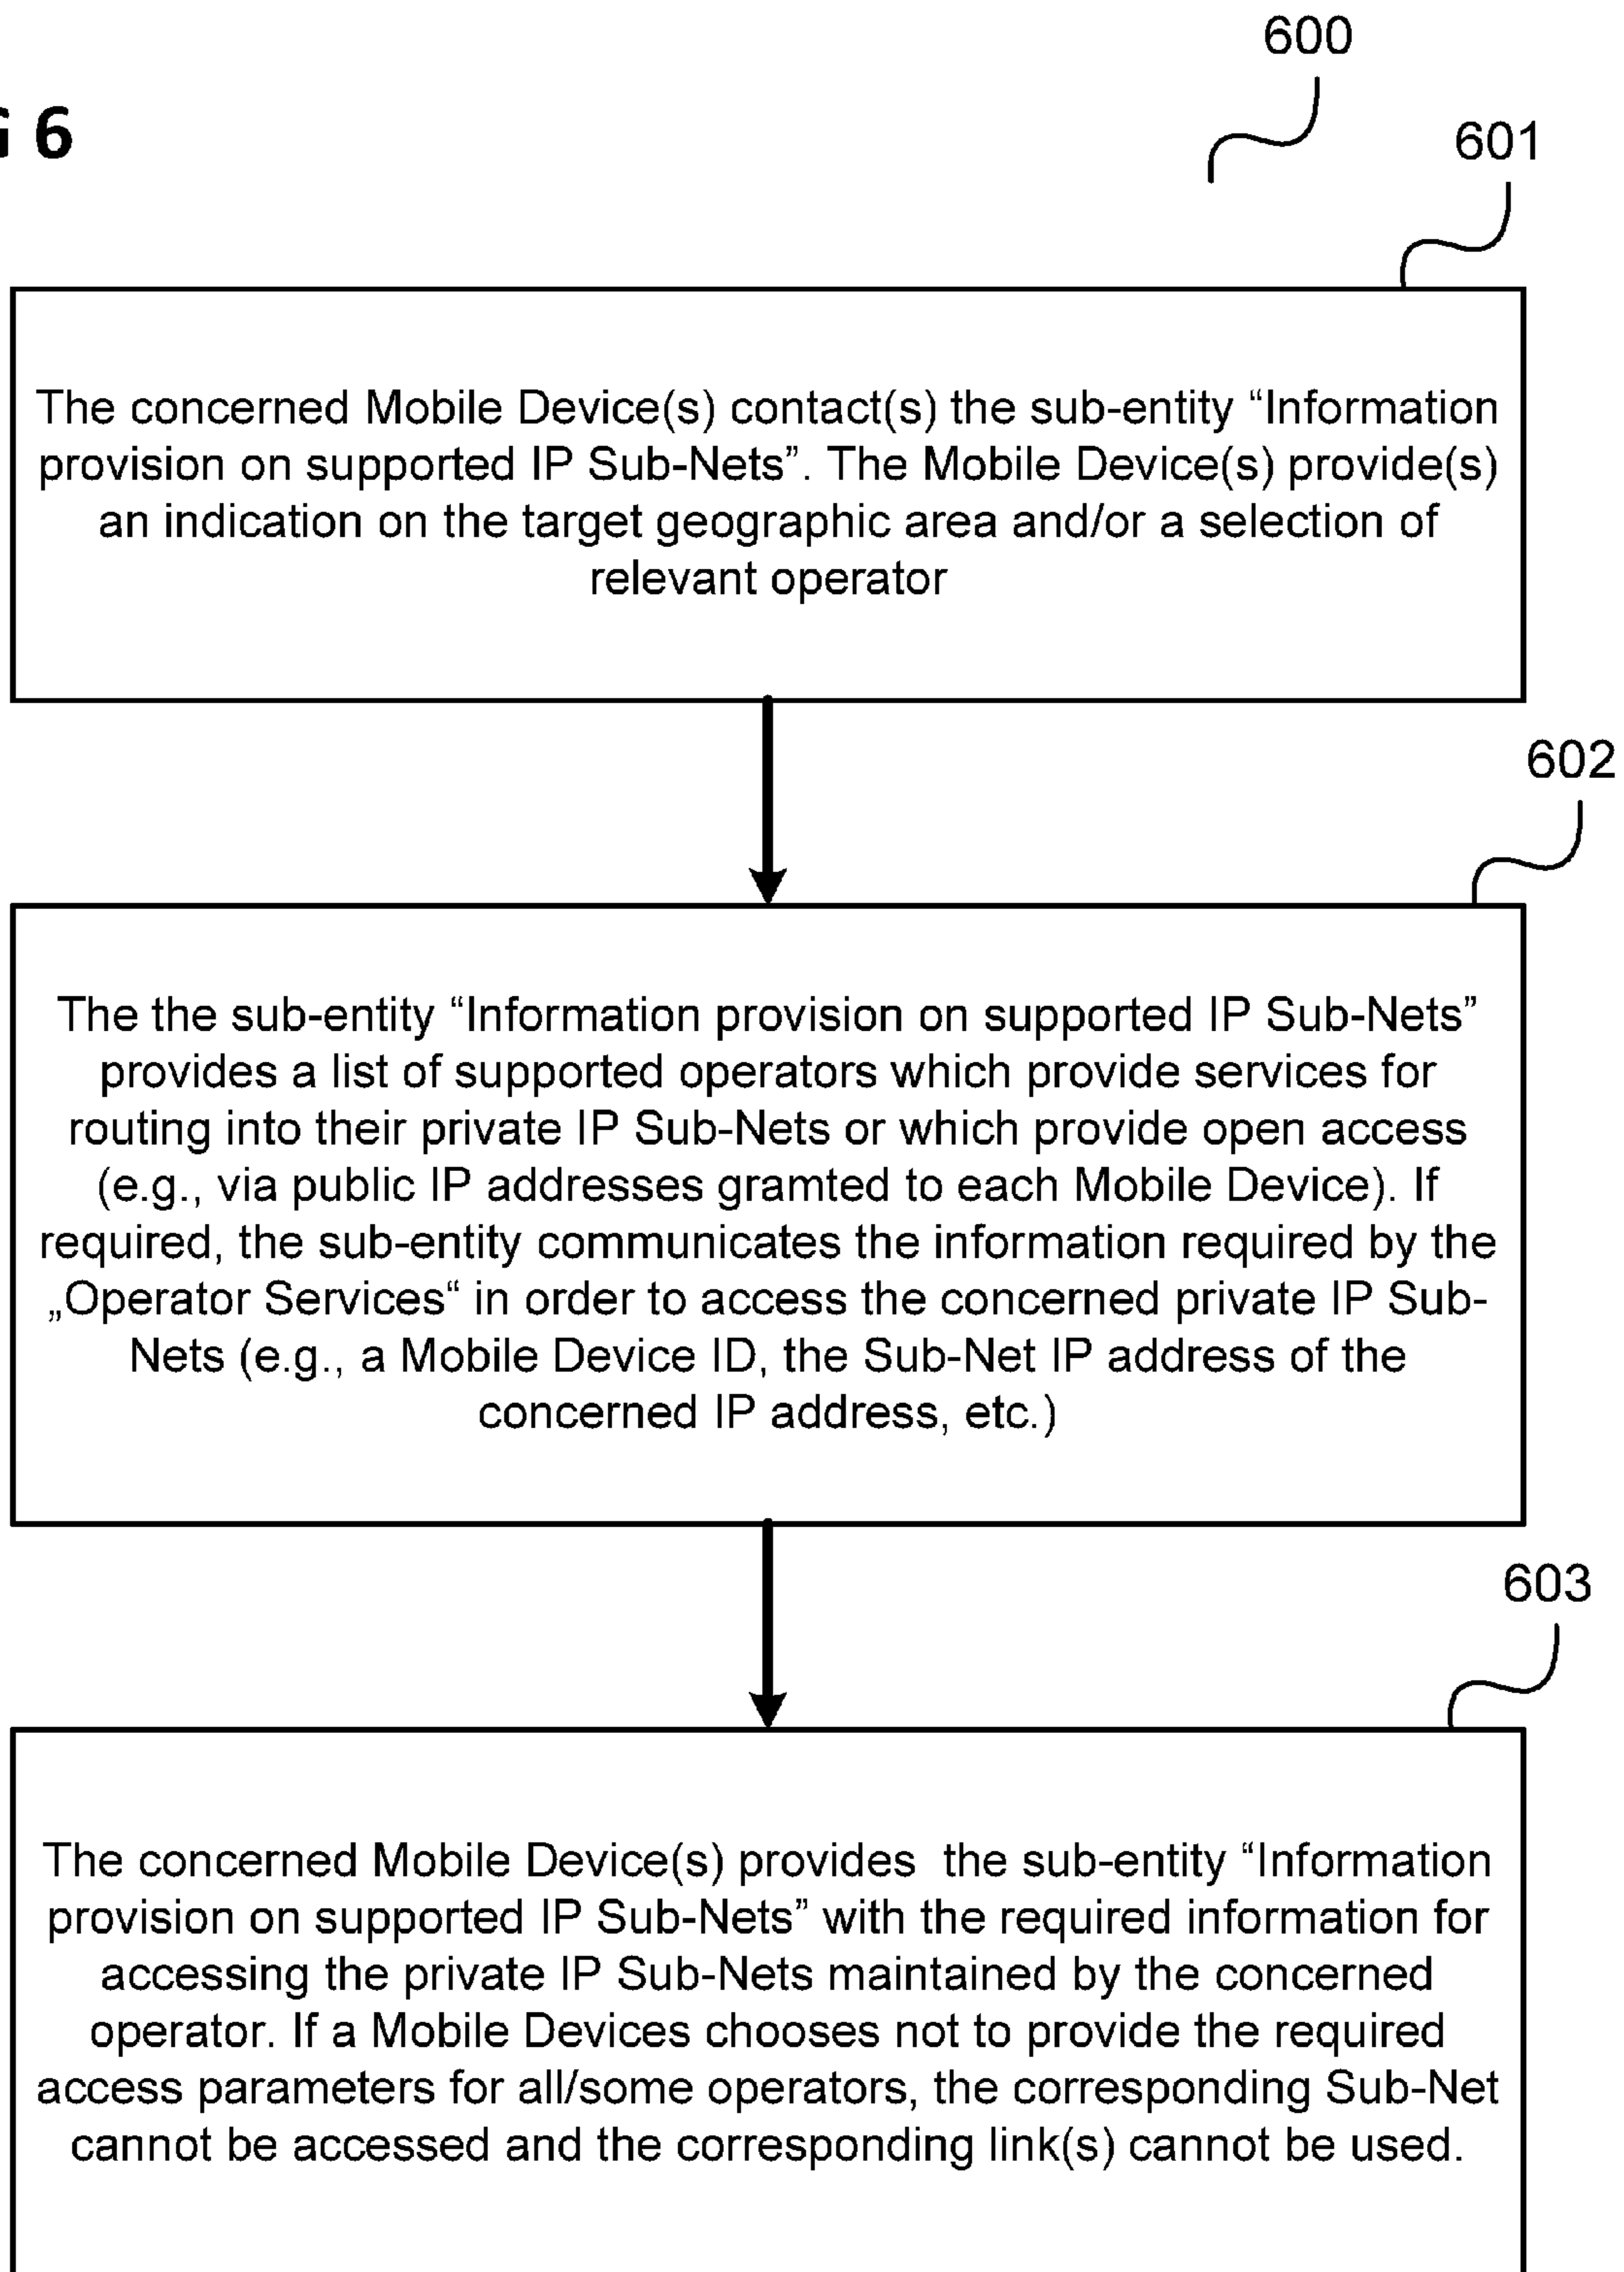 600
G 6
601
The concerned Mobile Device(s) contact(s) the sub-entity “Information
provision on supported IP Sub-Nets”. The Mobile Device(s) provide(s)
an indication on the target geographic area and/or a selection of
relevant operator
602
The the sub-entity “Information provision on supported IP Sub-Nets”
provides a list of supported operators which provide services for
routing into their private IP Sub-Nets or which provide open access
(e.g., via public IP addresses gramted to each Mobile Device). If
required, the sub-entity communicates the information required by the
„Operator Services“ in order to access the concerned private IP Sub-
Nets (e.g., a Mobile Device ID, the Sub-Net IP address of the
concerned IP address, etc.)
603
The concerned Mobile Device(s) provides  the sub-entity “Information
provision on supported IP Sub-Nets” with the required information for
accessing the private IP Sub-Nets maintained by the concerned
operator. If a Mobile Devices chooses not to provide the required
access parameters for all/some operators, the corresponding Sub-Net
cannot be accessed and the corresponding link(s) cannot be used.